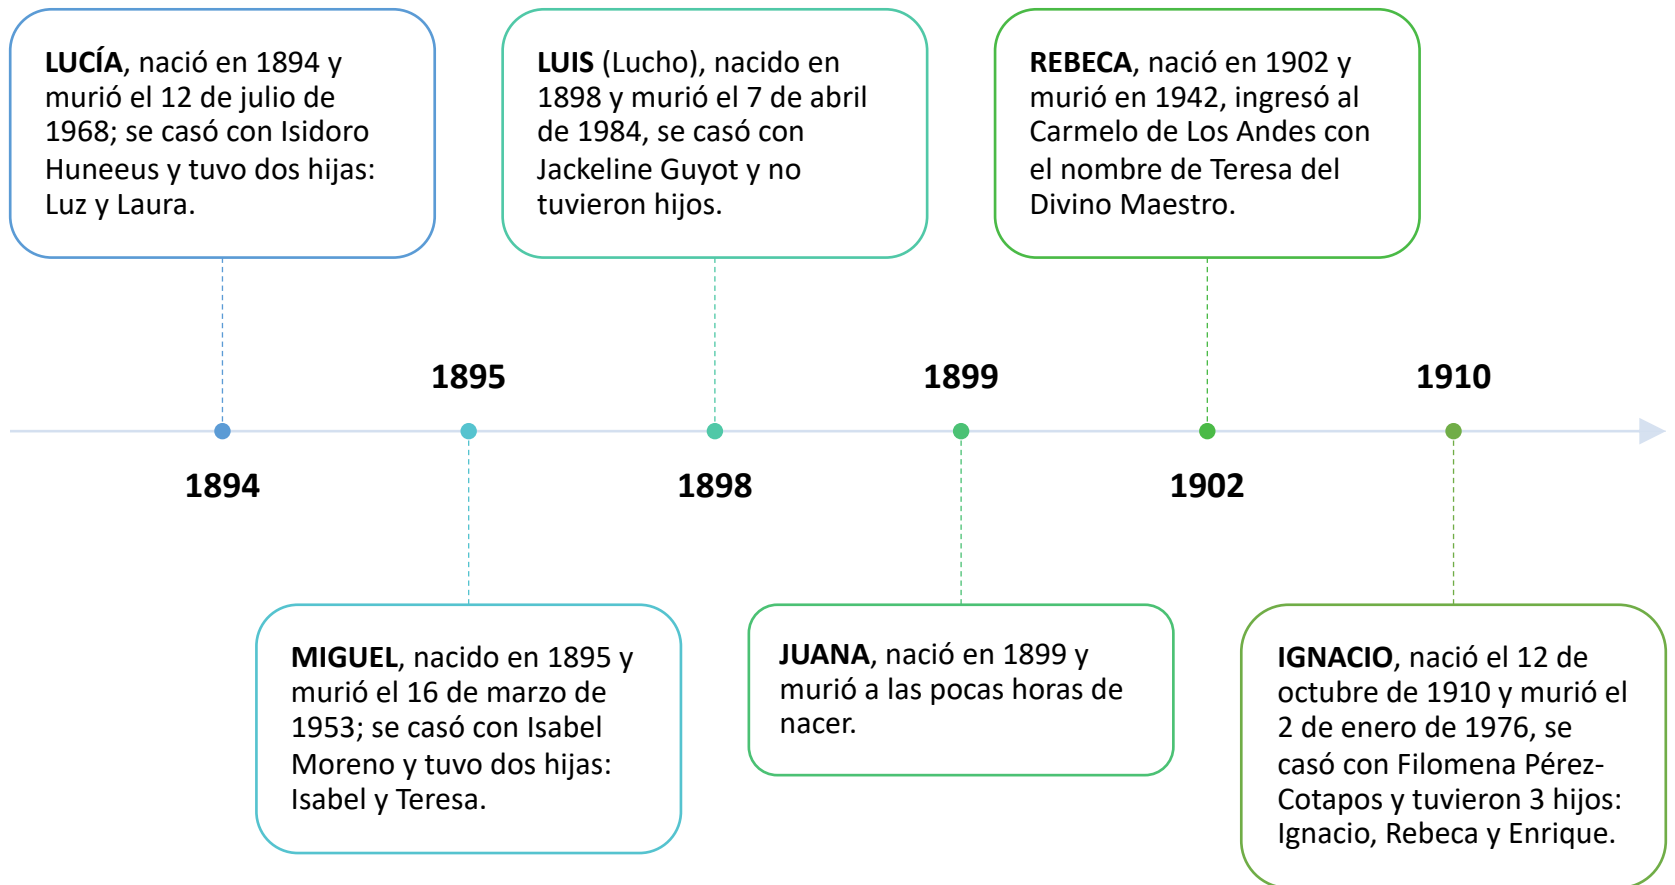 LUCÍA, nació en 1894 y
murió el 12 de julio de
1968; se casó con Isidoro
Huneeus y tuvo dos hijas:
Luz y Laura.
LUIS (Lucho), nacido en
1898 y murió el 7 de abril
de 1984, se casó con
Jackeline Guyot y no
tuvieron hijos.
REBECA, nació en 1902 y
murió en 1942, ingresó al
Carmelo de Los Andes con
el nombre de Teresa del
Divino Maestro.
1895
1899
1910
1894
1898
1902
MIGUEL, nacido en 1895 y
murió el 16 de marzo de
1953; se casó con Isabel
Moreno y tuvo dos hijas:
Isabel y Teresa.
JUANA, nació en 1899 y
murió a las pocas horas de
nacer.
IGNACIO, nació el 12 de
octubre de 1910 y murió el
2 de enero de 1976, se
casó con Filomena Pérez-
Cotapos y tuvieron 3 hijos:
Ignacio, Rebeca y Enrique.